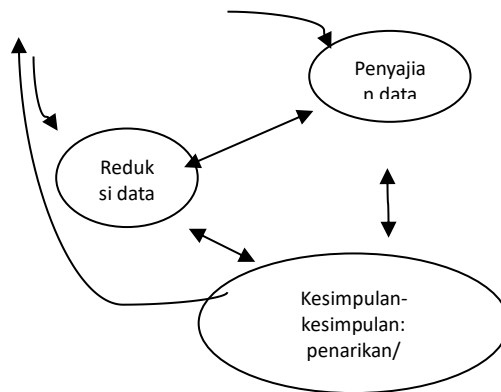 Penyajia
n data
Reduk
si data
Kesimpulan-
kesimpulan:
penarikan/